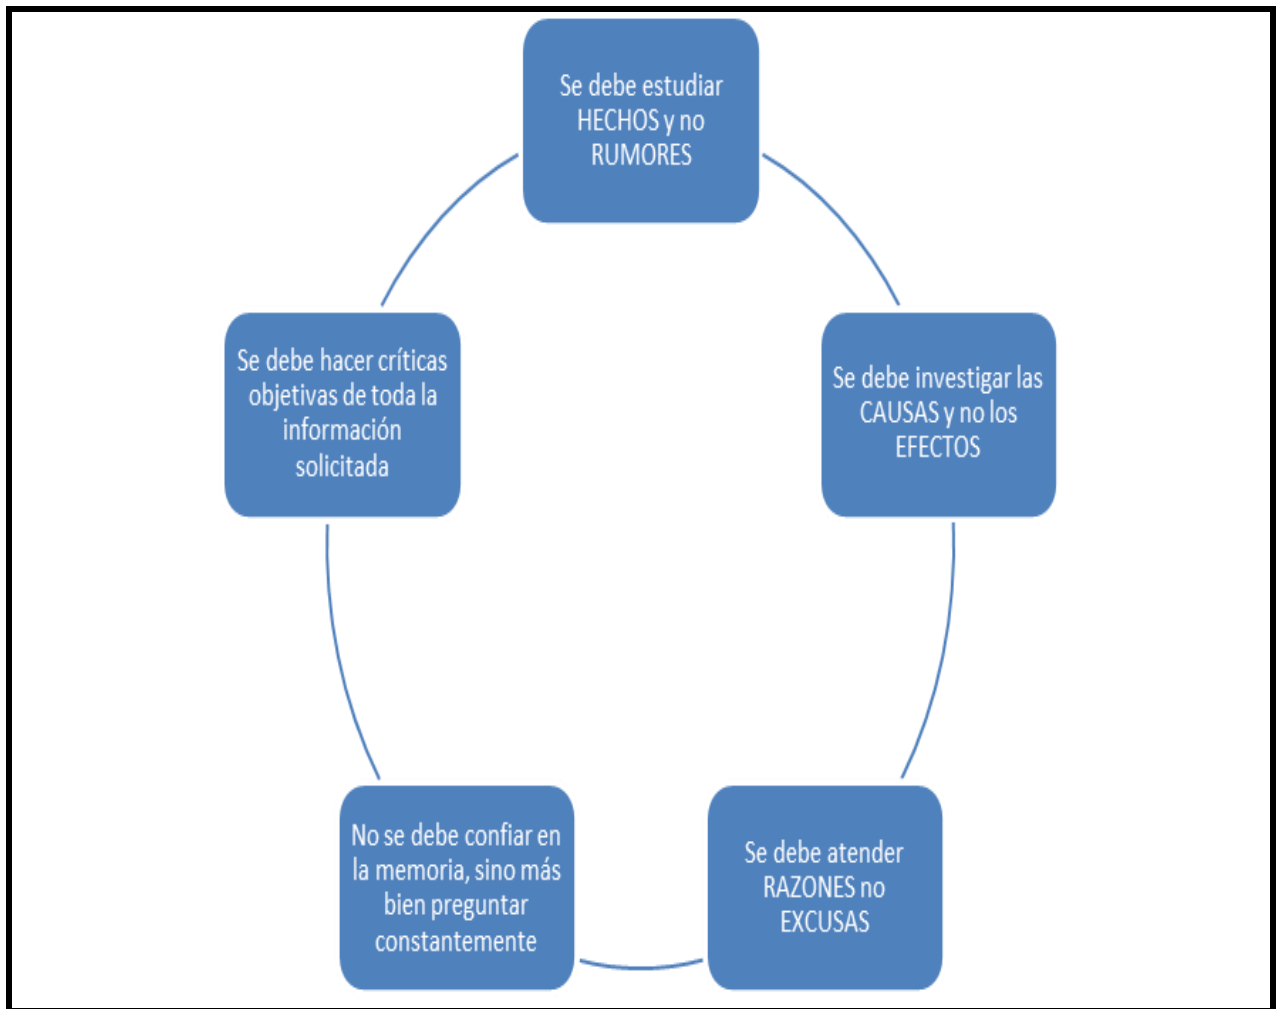 Se debe estudiar
HECHOS y no
RUMORES
Se debe investigar las
CAUSAS y no los
EFECTOS
Se debe atender
RAZONES no
EXCUSAS
No se debe confiar en
la memoria, sino más
bien preguntar
constantemente
Se debe hacer críticas
objetivas de toda la
información
solicitada